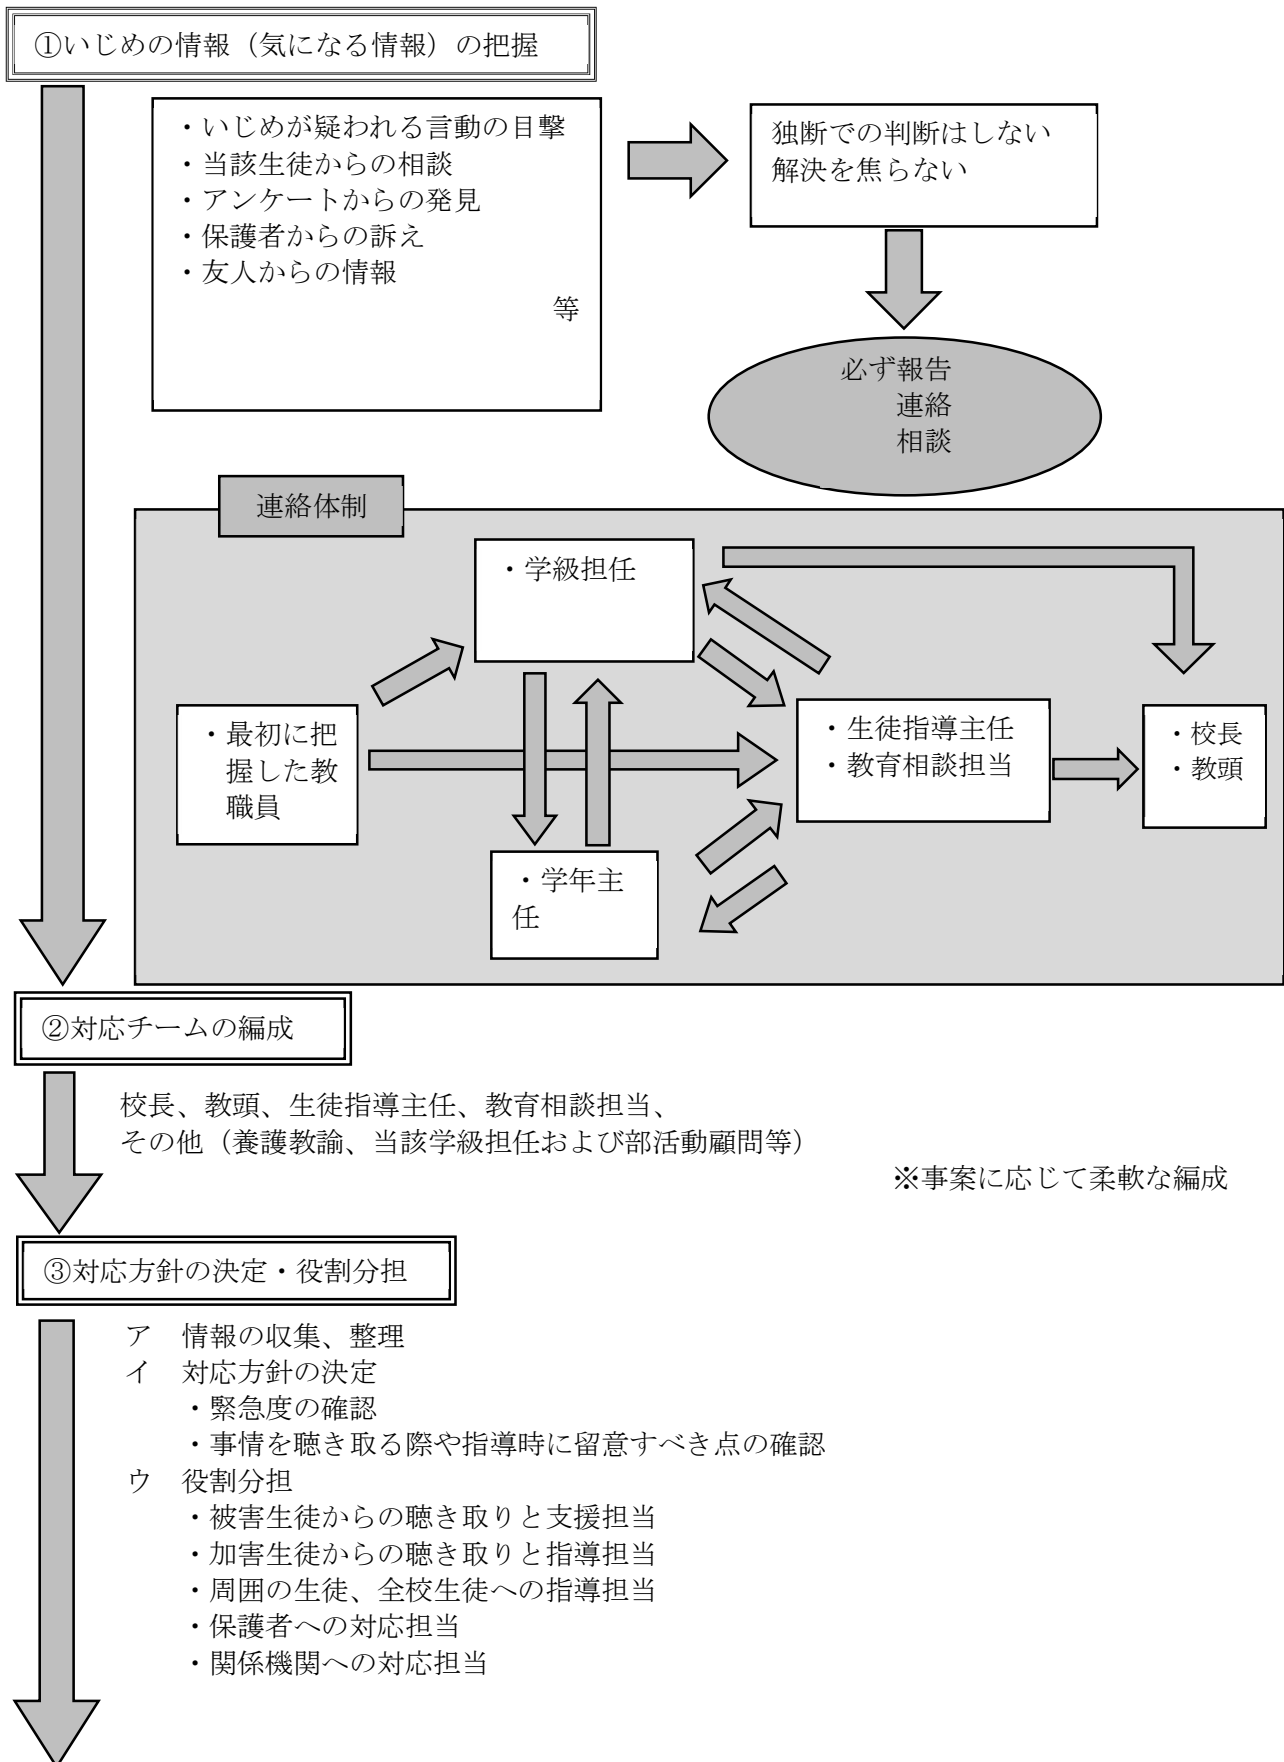 ①いじめの情報（気になる情報）の把握
・いじめが疑われる言動の目撃
・当該生徒からの相談
・アンケートからの発見
・保護者からの訴え
・友人からの情報
等
独断での判断はしない
解決を焦らない
必ず報告
連絡
相談
連絡体制
・学級担任
・最初に把
握した教
職員
・生徒指導主任
・教育相談担当
・校長
・教頭
・学年主
任
②対応チームの編成
校長、教頭、生徒指導主任、教育相談担当、
その他（養護教諭、当該学級担任および部活動顧問等）
※事案に応じて柔軟な編成
③対応方針の決定・役割分担
ア　情報の収集、整理
イ　対応方針の決定
・緊急度の確認
・事情を聴き取る際や指導時に留意すべき点の確認
ウ　役割分担
・被害生徒からの聴き取りと支援担当
・加害生徒からの聴き取りと指導担当
・周囲の生徒、全校生徒への指導担当
・保護者への対応担当
・関係機関への対応担当